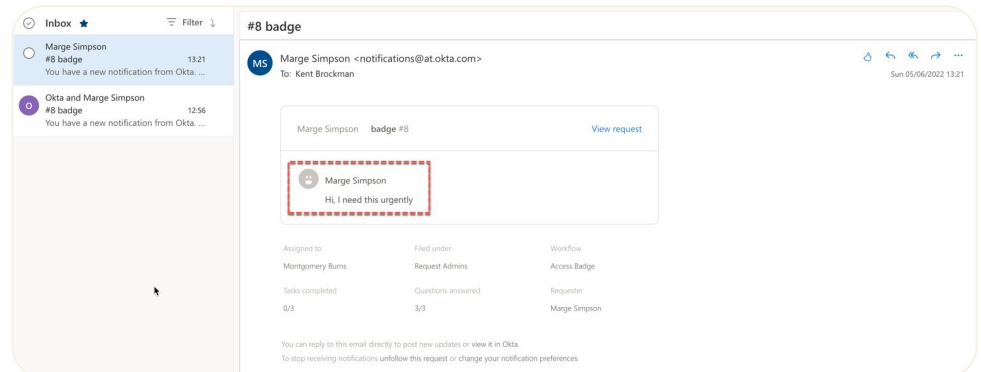 Inbox
Filter
Marge Simpson
#8 badge 13:21
You have a new notification from Okta. ...
O
Okta and Marge Simpson
#8 badge 12:56
You have a new notification from Okta. ...
#8 badge
MS
Marge Simpson <notifications@at.okta.com>
To: Kent Brockman
Sun 05/06/2022 13:21
Marge Simpson badge #8 View request
Marge Simpson
Hi, I need this urgently
Assigned to Filed under Workflow
Montgomery Burns Request Admins Access Badge
Tasks completed Questions answered Requester
0/3 3/3 Marge Simpson
You can reply to this email directly to post new updates or view it in Okta.
To stop receiving notifications unfollow this request or change your notification preferences.